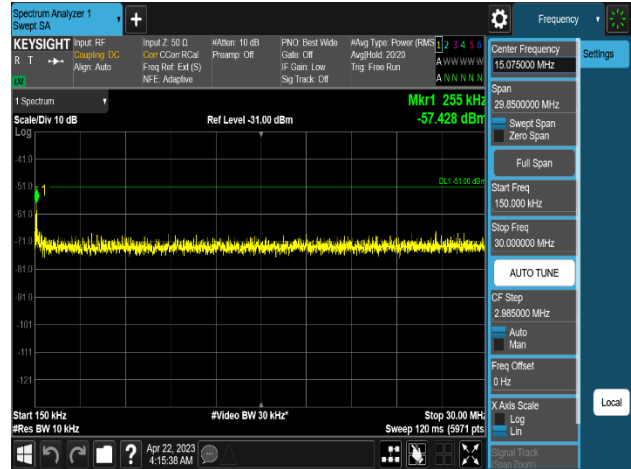 Spectrum Analyzer 1
Swept SA
+
Frequency
KEYSIGHT
R T
LXI
Input: RF
Coupling: DC
Align: Auto
Input Z: 50 Ω
Corr CCorr RCal
Freq Ref: Ext (S)
NFE: Adaptive
#Atten: 10 dB
Preamp: Off
PNO: Best Wide
Gate: Off
IF Gain: Low
Sig Track: Off
#Avg Type: Power (RMS
Avg|Hold: 20/20
Trig: Free Run
1 2 3 4 5 6
A W W W W W
A N N N N N
1 Spectrum
Scale/Div 10 dB
Ref Level -31.00 dBm
Mkr1 255 kHz
-57.428 dBm
Log
-41.0
-51.0
-61.0
-71.0
-81.0
-91.0
-101
-111
-121
1
DL1 -51.00 dBm
Start 150 kHz
#Res BW 10 kHz
#Video BW 30 kHz*
Stop 30.00 MHz
Sweep 120 ms (5971 pts
?
Apr 22, 2023
4:15:38 AM
Center Frequency
15.075000 MHz
Span
29.8500000 MHz
Swept Span
Zero Span
Full Span
Start Freq
150.000 kHz
Stop Freq
30.000000 MHz
AUTO TUNE
CF Step
2.985000 MHz
Auto
Man
Freq Offset
0 Hz
X Axis Scale
Log
Lin
Signal Track
(Span Zoom)
Settings
Local